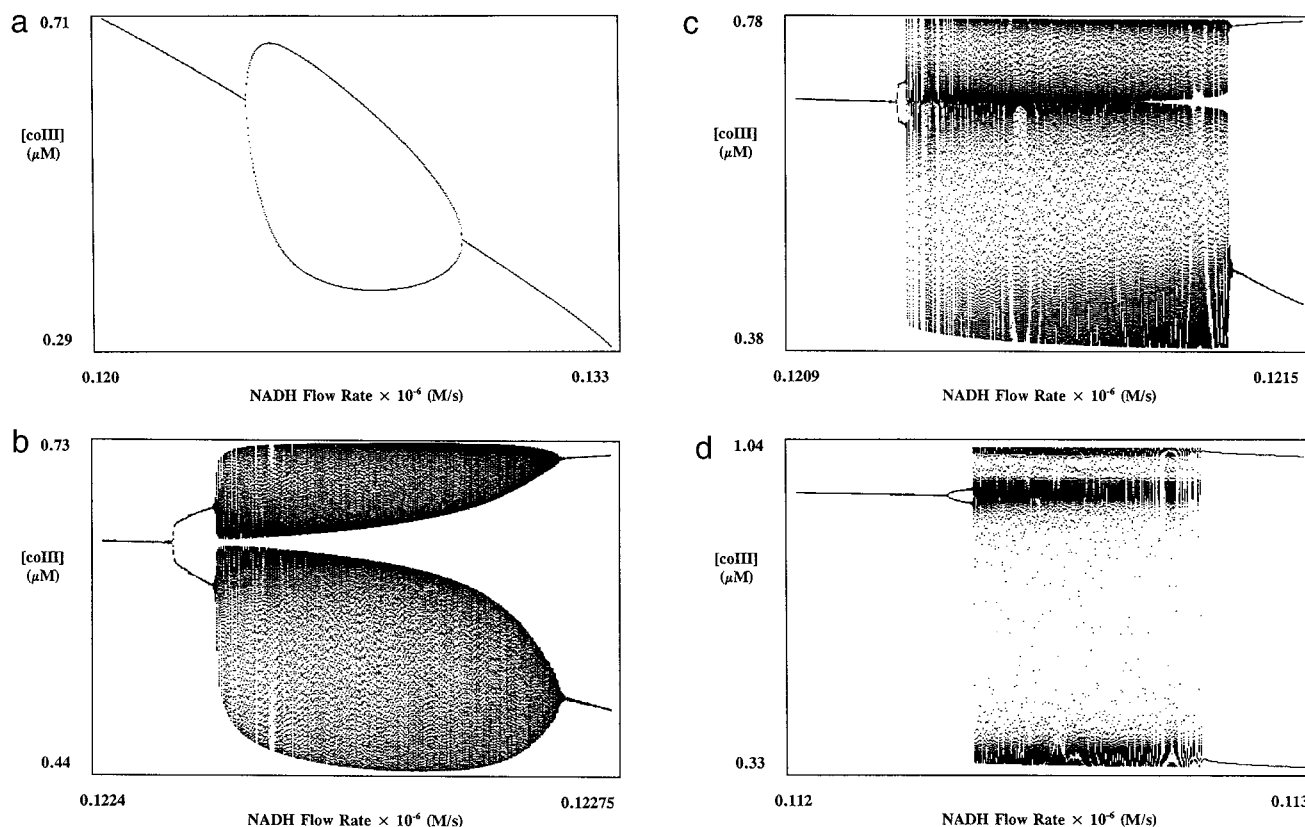 a
0.71
[coIII]
(μM)
0.29
0.120
0.133
NADH Flow Rate × 10⁻⁶ (M/s)
b
0.73
[coIII]
(μM)
0.44
0.1224
0.12275
NADH Flow Rate × 10⁻⁶ (M/s)
c
0.78
[coIII]
(μM)
0.38
0.1209
0.1215
NADH Flow Rate × 10⁻⁶ (M/s)
d
1.04
[coIII]
(μM)
0.33
0.112
0.113
NADH Flow Rate × 10⁻⁶ (M/s)